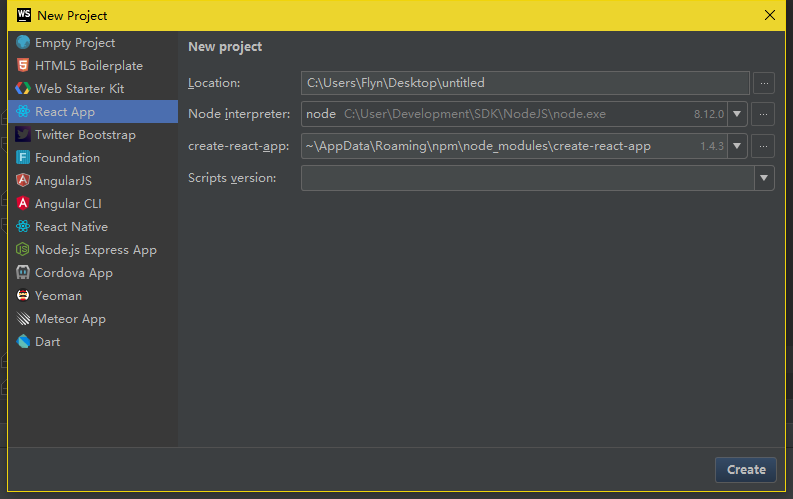 WS New Project
Empty Project
HTML5 Boilerplate
Web Starter Kit
React App
Twitter Bootstrap
Foundation
AngularJS
Angular CLI
React Native
Node.js Express App
Cordova App
Yeoman
Meteor App
Dart
New project
Location: C:\Users\Flyn\Desktop\untitled ...
Node interpreter: node C:\User\Development\SDK\NodeJS\node.exe 8.12.0 ...
create-react-app: ~\AppData\Roaming\npm\node_modules\create-react-app 1.4.3 ...
Scripts version:
Create